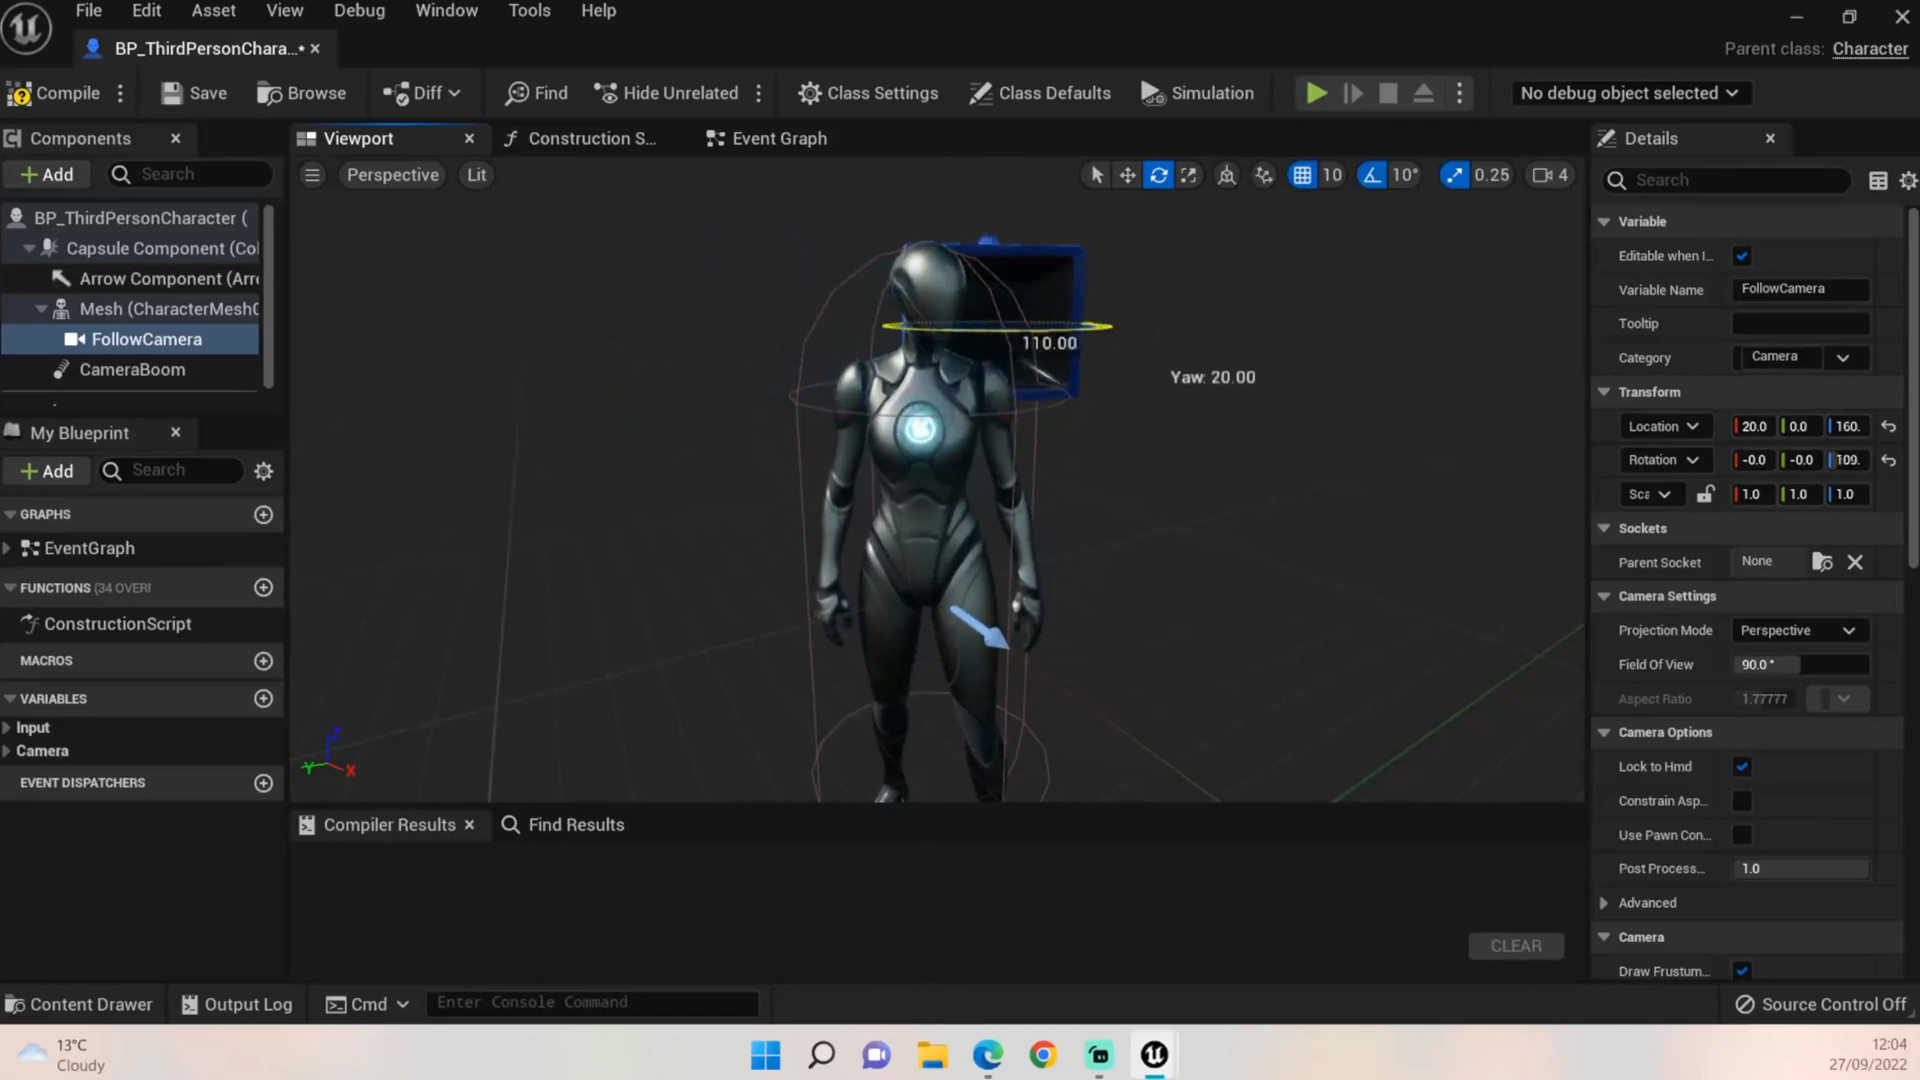 File Edit Asset View Debug Window Tools Help
BP_ThirdPersonChara...*
Parent class: Character
Compile Save Browse Diff Find Hide Unrelated Class Settings Class Defaults Simulation No debug object selected
Components
Add Search
BP_ThirdPersonCharacter (
Capsule Component (Col
Arrow Component (Arr
Mesh (CharacterMesh
FollowCamera
CameraBoom
My Blueprint
Add Search
GRAPHS
EventGraph
FUNCTIONS (34 OVERI
ConstructionScript
MACROS
VARIABLES
Input
Camera
EVENT DISPATCHERS
Viewport Construction S... Event Graph
Perspective Lit 10 10° 0.25 4
110.00
Yaw: 20.00
Z
Y X
Compiler Results Find Results
CLEAR
Details
Search
Variable
Editable when I...
Variable Name FollowCamera
Tooltip
Category Camera
Transform
Location 20.0 0.0 160.
Rotation -0.0 -0.0 109.
Sca 1.0 1.0 1.0
Sockets
Parent Socket None
Camera Settings
Projection Mode Perspective
Field Of View 90.0 °
Aspect Ratio 1.77777
Camera Options
Lock to Hmd
Constrain Asp...
Use Pawn Con...
Post Process... 1.0
Advanced
Camera
Draw Frustum...
Content Drawer Output Log Cmd Enter Console Command Source Control Off
13°C
Cloudy
12:04
27/09/2022